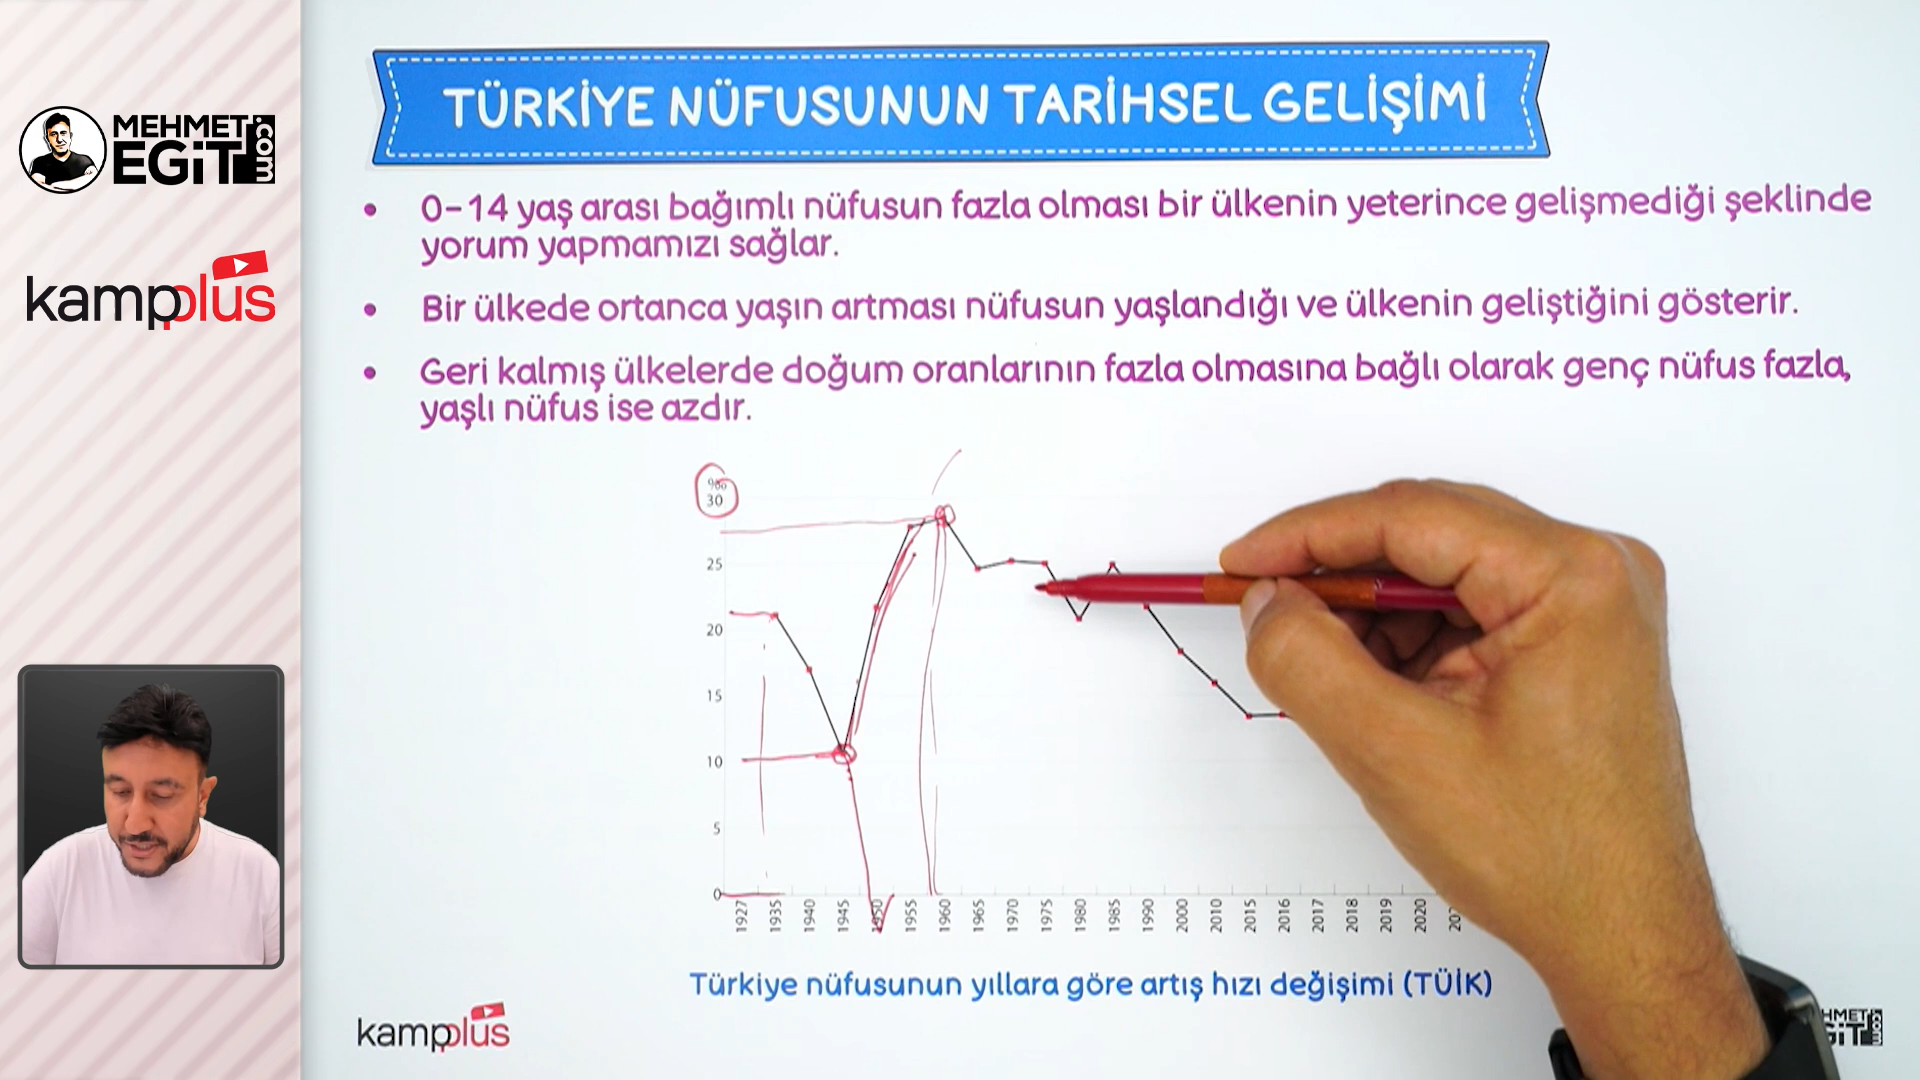 MEHMET
EGİT
.com
kampplus
TÜRKİYE NÜFUSUNUN TARİHSEL GELİŞİMİ
• 0-14 yaş arası bağımlı nüfusun fazla olması bir ülkenin yeterince gelişmediği şeklinde
yorum yapmamızı sağlar.
• Bir ülkede ortanca yaşın artması nüfusun yaşlandığı ve ülkenin geliştiğini gösterir.
• Geri kalmış ülkelerde doğum oranlarının fazla olmasına bağlı olarak genç nüfus fazla,
yaşlı nüfus ise azdır.
‰
30
25
20
15
10
5
0
1927 1935 1940 1945 1950 1955 1960 1965 1970 1975 1980 1985 1990 2000 2010 2015 2016 2017 2018 2019 2020
Türkiye nüfusunun yıllara göre artış hızı değişimi (TÜİK)
kampplus